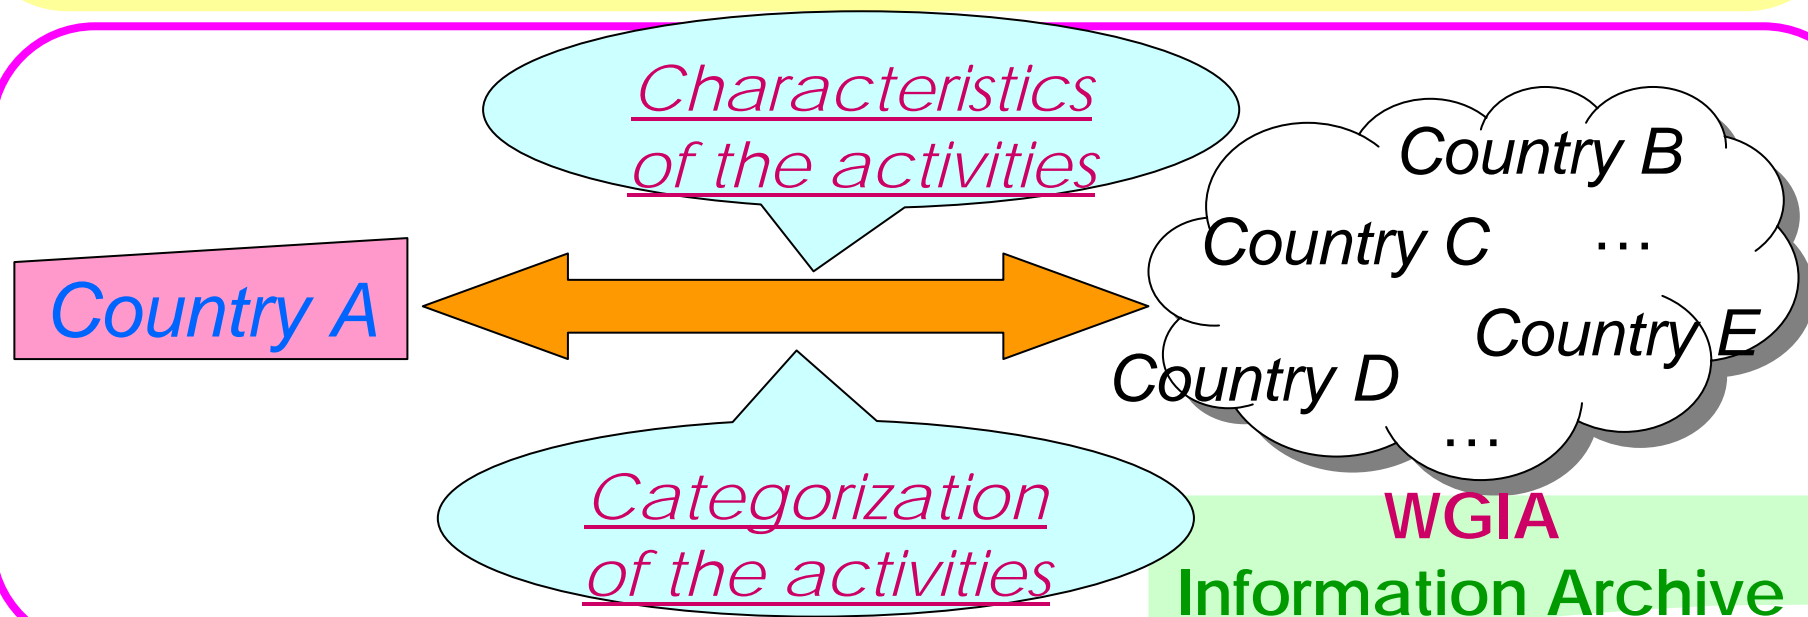 Characteristics
of the activities
Country A
Country B
Country C …
Country E
Country D
…
Categorization
of the activities
WGIA
Information Archive